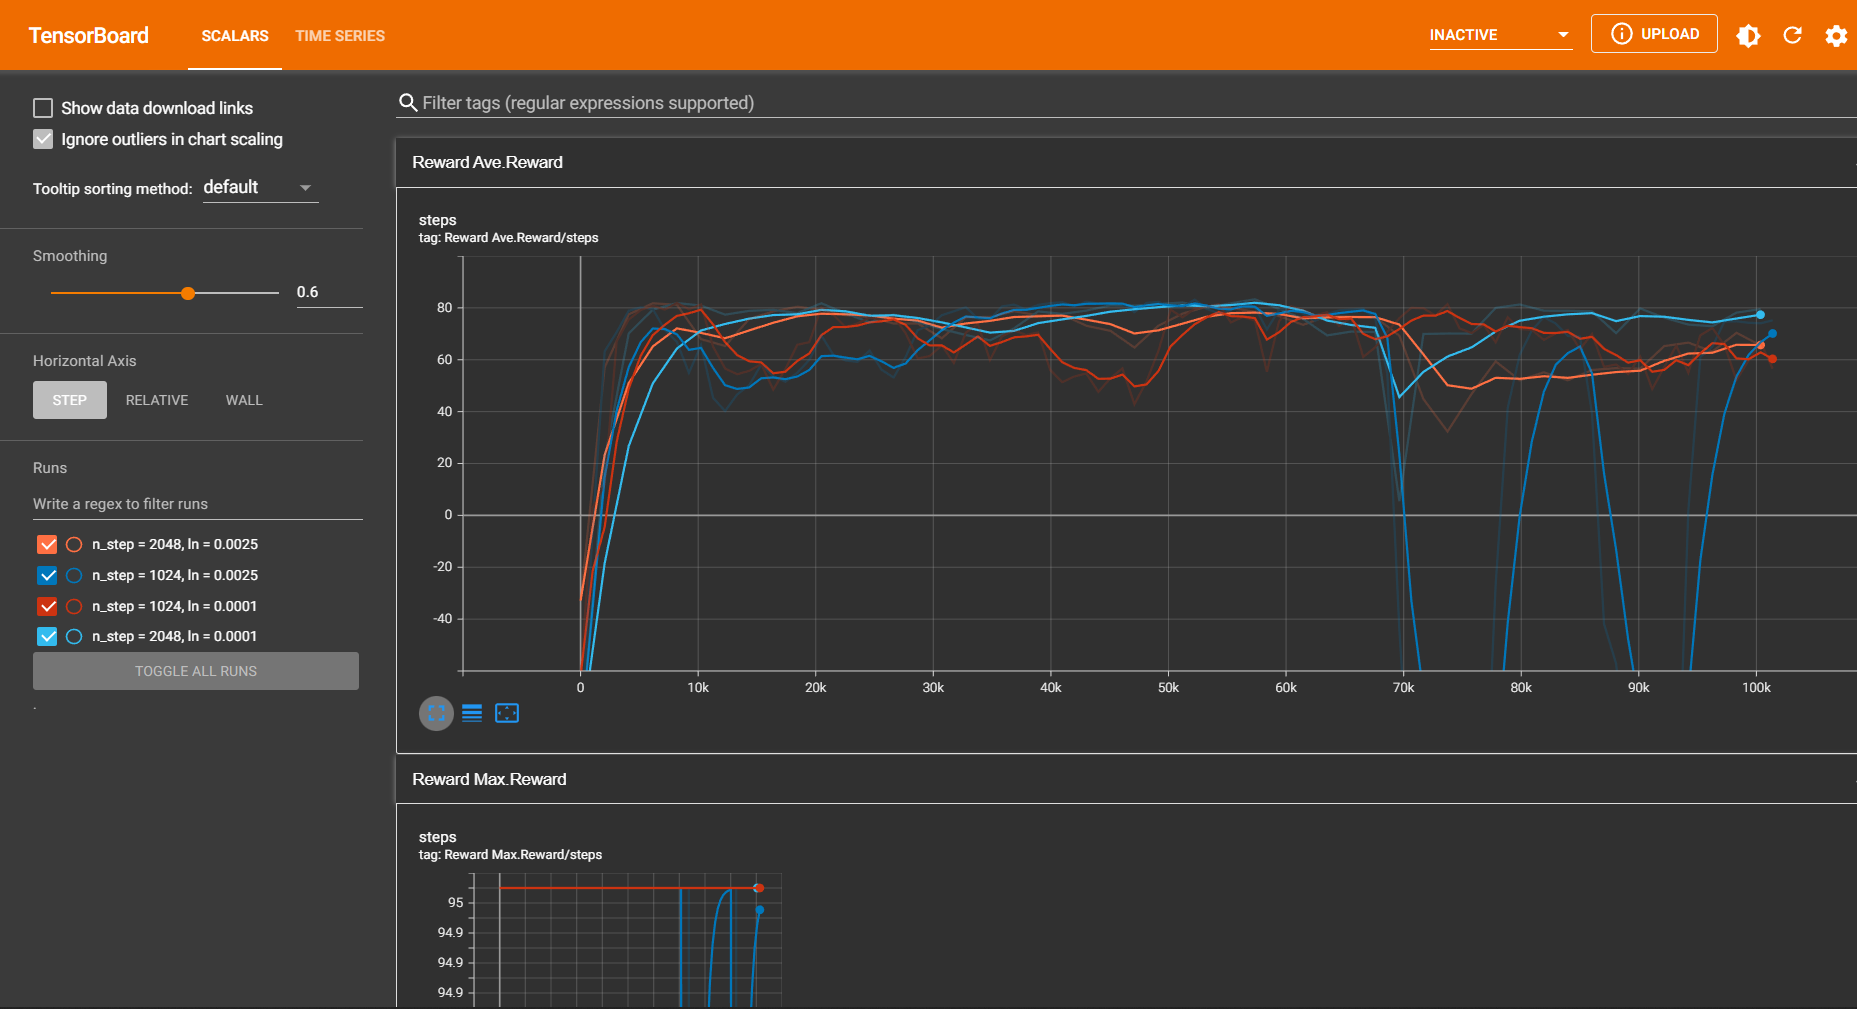 TensorBoard
SCALARS
TIME SERIES
INACTIVE
UPLOAD
Show data download links
Ignore outliers in chart scaling
Tooltip sorting method: default
Smoothing
0.6
Horizontal Axis
STEP
RELATIVE
WALL
Runs
Write a regex to filter runs
n_step = 2048, ln = 0.0025
n_step = 1024, ln = 0.0025
n_step = 1024, ln = 0.0001
n_step = 2048, ln = 0.0001
TOGGLE ALL RUNS
.
Filter tags (regular expressions supported)
Reward Ave.Reward
steps
tag: Reward Ave.Reward/steps
80
60
40
20
0
-20
-40
0 10k 20k 30k 40k 50k 60k 70k 80k 90k 100k
Reward Max.Reward
steps
tag: Reward Max.Reward/steps
95
94.9
94.9
94.9